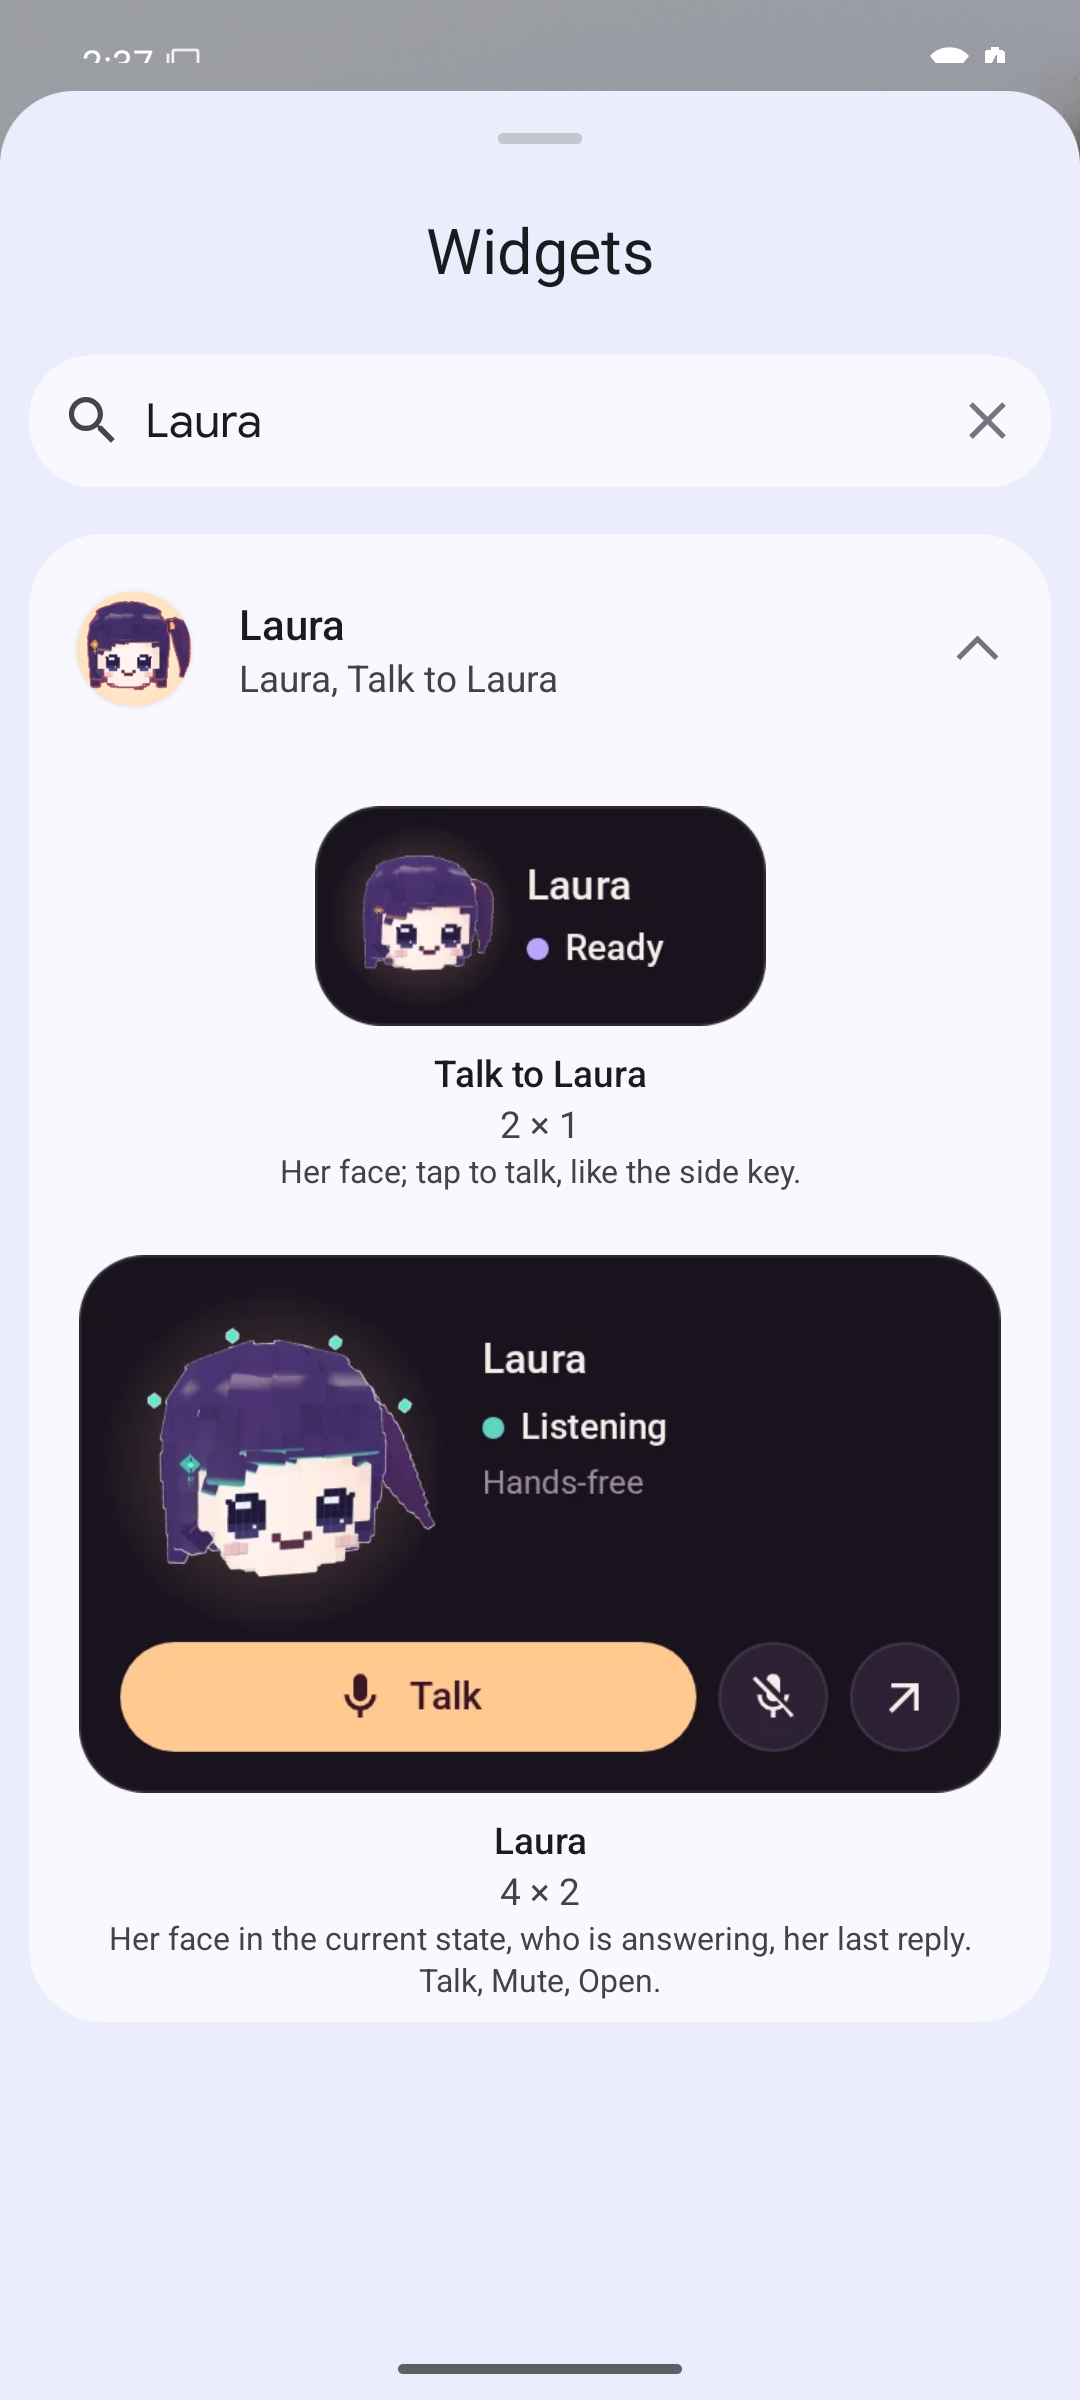 2:37
Widgets
Laura
Laura
Laura, Talk to Laura
Laura
Ready
Talk to Laura
2 × 1
Her face; tap to talk, like the side key.
Laura
Listening
Hands-free
Talk
Laura
4 × 2
Her face in the current state, who is answering, her last reply.
Talk, Mute, Open.